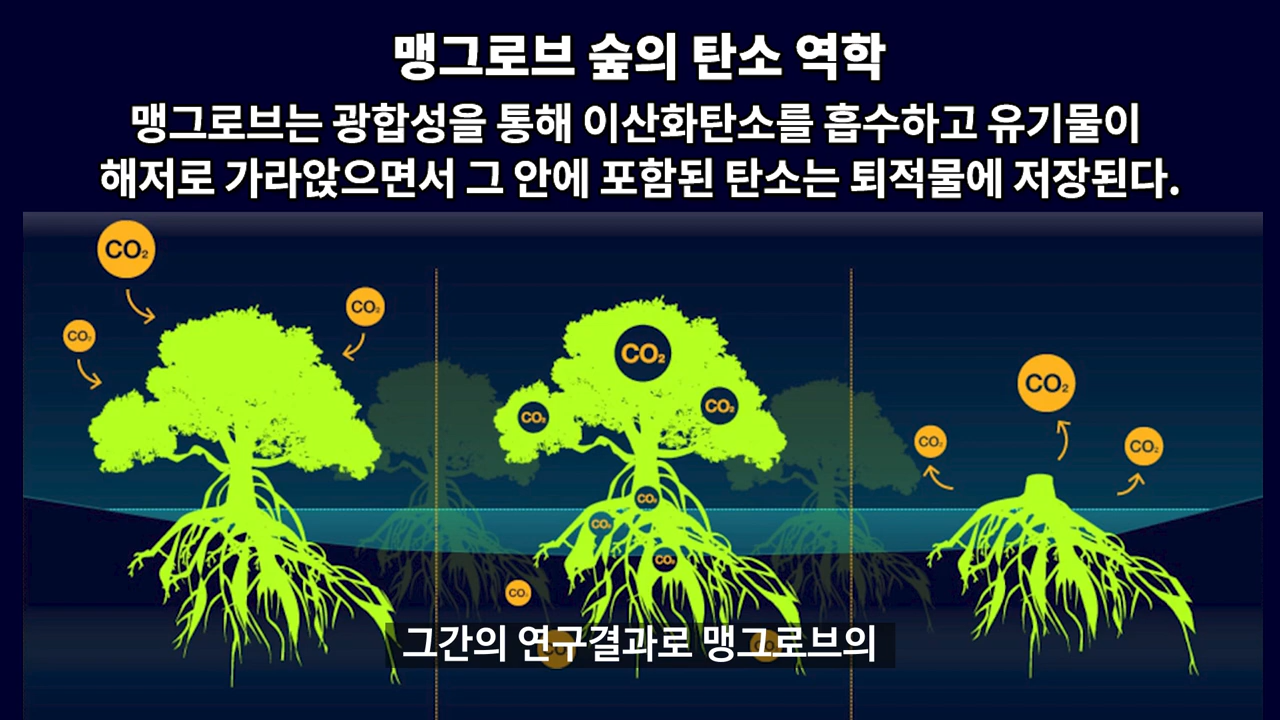 맹그로브 숲의 탄소 역학
맹그로브는 광합성을 통해 이산화탄소를 흡수하고 유기물이
해저로 가라앉으면서 그 안에 포함된 탄소는 퇴적물에 저장된다.
CO₂
CO₂
CO₂
CO₂
CO₂
CO₂
CO₂
CO₂
CO₂
CO₂
CO₂
CO₂
CO₂
그간의 연구결과로 맹그로브의